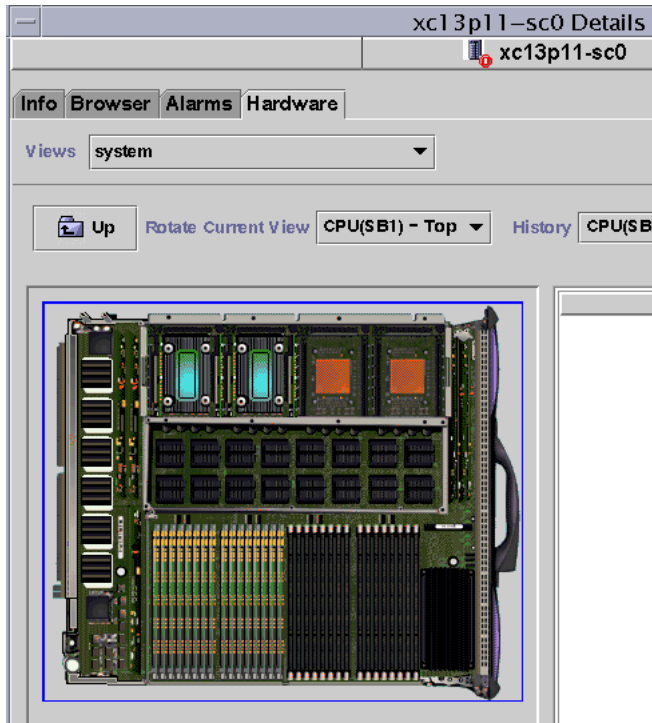 xc13p11-sc0 Details
xc13p11-sc0
Info Browser Alarms Hardware
Views system
Up Rotate Current View CPU(SB1) - Top History CPU(SB